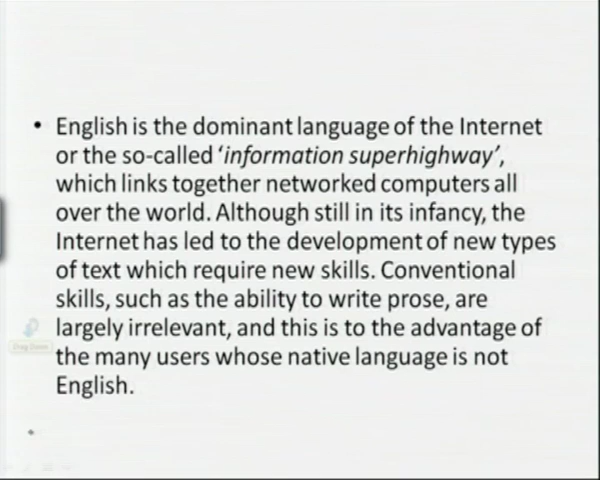 • English is the dominant language of the Internet
or the so-called ‘information superhighway’,
which links together networked computers all
over the world. Although still in its infancy, the
Internet has led to the development of new types
of text which require new skills. Conventional
skills, such as the ability to write prose, are
largely irrelevant, and this is to the advantage of
the many users whose native language is not
English.